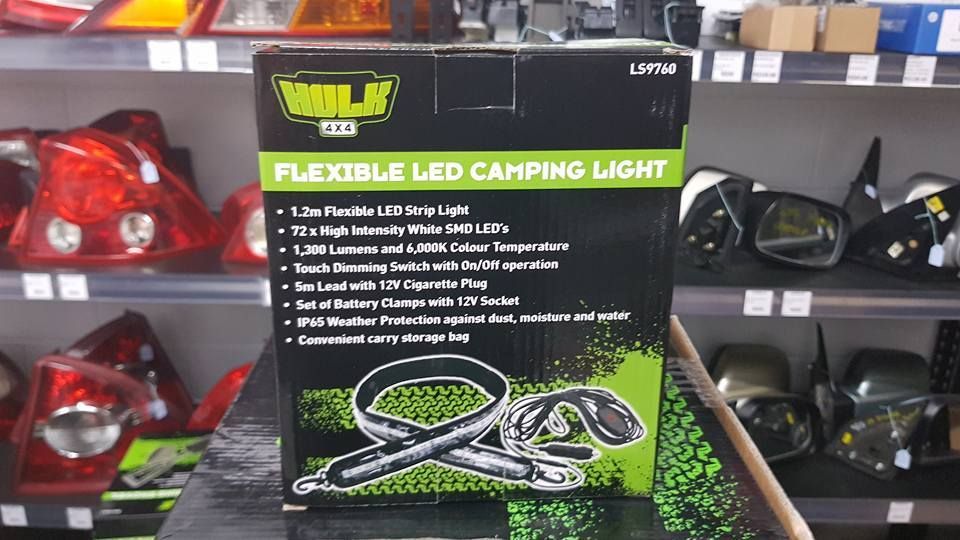 LS9760
HULK
4X4
FLEXIBLE LED CAMPING LIGHT
• 1.2m Flexible LED Strip Light
• 72 x High Intensity White SMD LED's
• 1,300 Lumens and 6,000K Colour Temperature
• Touch Dimming Switch with On/Off operation
• 5m Lead with 12V Cigarette Plug
• Set of Battery Clamps with 12V Socket
• IP65 Weather Protection against dust, moisture and water
• Convenient carry storage bag